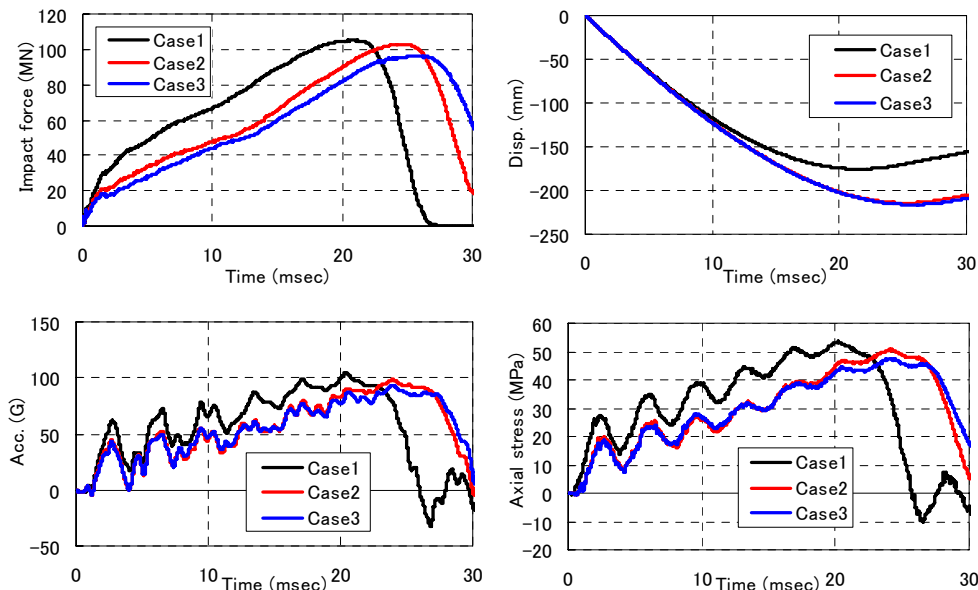 Impact force (MN)
120
100
80
60
40
20
0
Case1
Case2
Case3
0 10 20 30
Time (msec)
Disp. (mm)
0
−50
−100
−150
−200
−250
Case1
Case2
Case3
0 10 20 30
Time (msec)
Acc. (G)
150
100
50
0
−50
Case1
Case2
Case3
0 10 20 30
Time (msec)
Axial stress (MPa)
60
50
40
30
20
10
0
−10
−20
Case1
Case2
Case3
0 10 20 30
Time (msec)